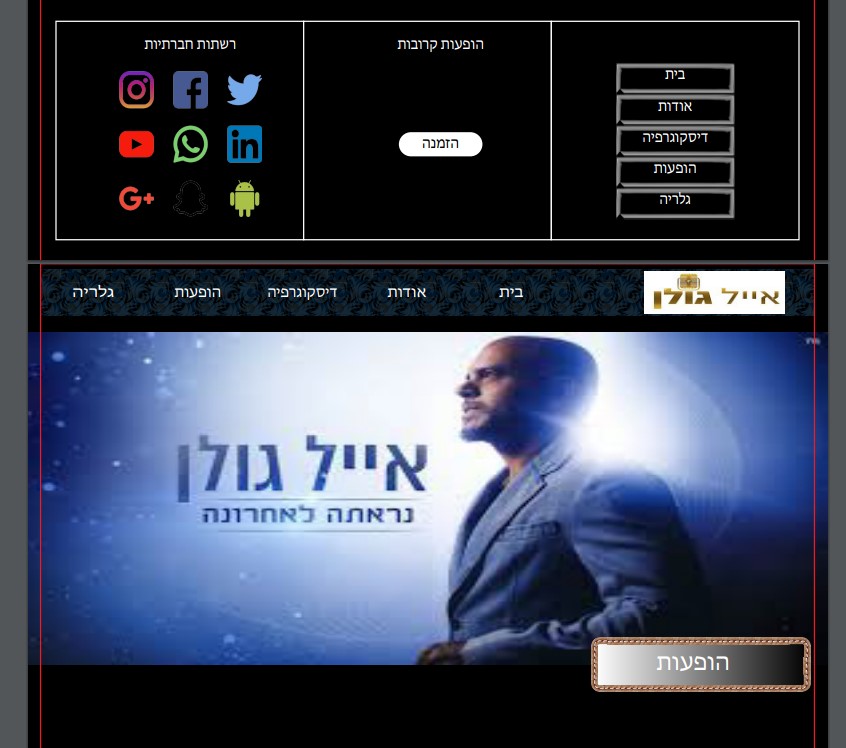 בית
אודות
דיסקוגרפיה
הופעות
גלריה
הופעות קרובות
הזמנה
רשתות חברתיות
אייל גולן
בית
אודות
דיסקוגרפיה
הופעות
גלריה
אייל גולן
נראתה לאחרונה
הופעות